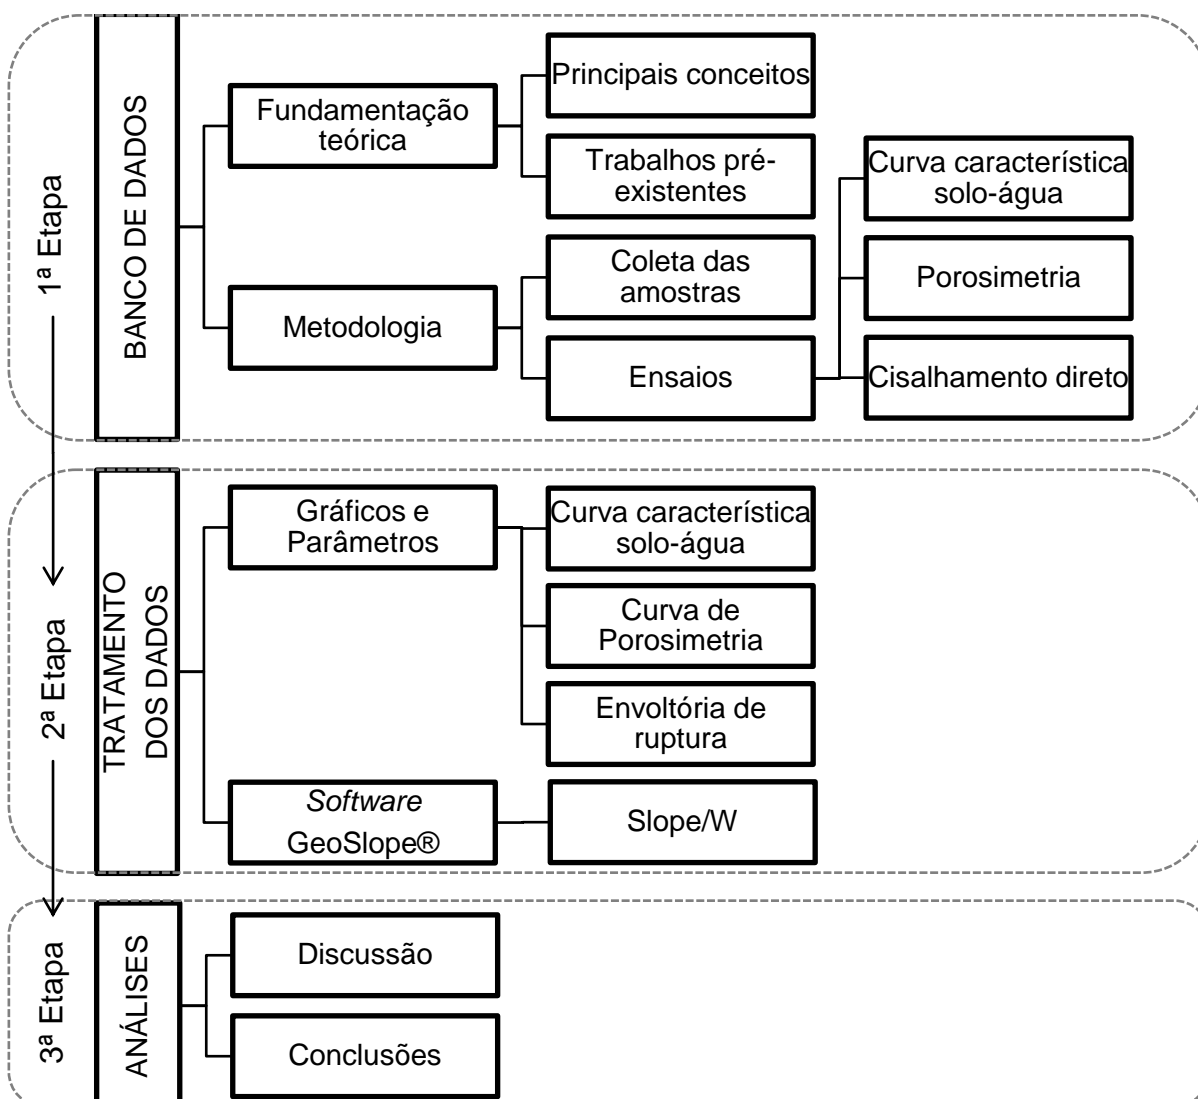 1ª Etapa
BANCO DE DADOS
Fundamentação
teórica
Principais conceitos
Trabalhos pré-
existentes
Metodologia
Coleta das
amostras
Ensaios
Curva característica
solo-água
Porosimetria
Cisalhamento direto
2ª Etapa
TRATAMENTO
DOS DADOS
Gráficos e
Parâmetros
Curva característica
solo-água
Curva de
Porosimetria
Envoltória de
ruptura
Software
GeoSlope®
Slope/W
3ª Etapa
ANÁLISES
Discussão
Conclusões